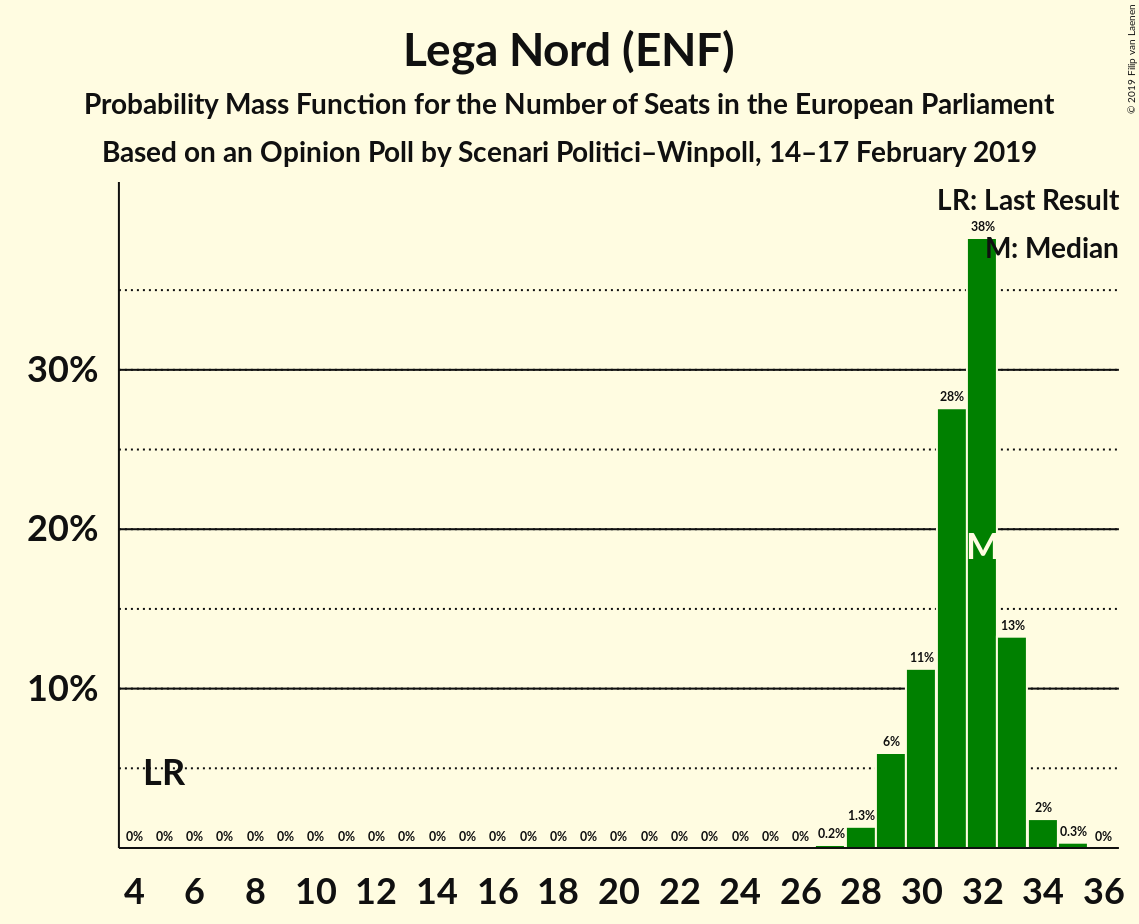 Lega Nord (ENF)
Probability Mass Function for the Number of Seats in the European Parliament
Based on an Opinion Poll by Scenari Politici–Winpoll, 14–17 February 2019
© 2019 Filip van Laenen
LR: Last Result
M: Median
30%
20%
10%
LR
M
0% 0% 0% 0% 0% 0% 0% 0% 0% 0% 0% 0% 0% 0% 0% 0% 0% 0% 0% 0% 0% 0% 0% 0.2% 1.3% 6% 11% 28% 38% 13% 2% 0.3% 0%
4 6 8 10 12 14 16 18 20 22 24 26 28 30 32 34 36